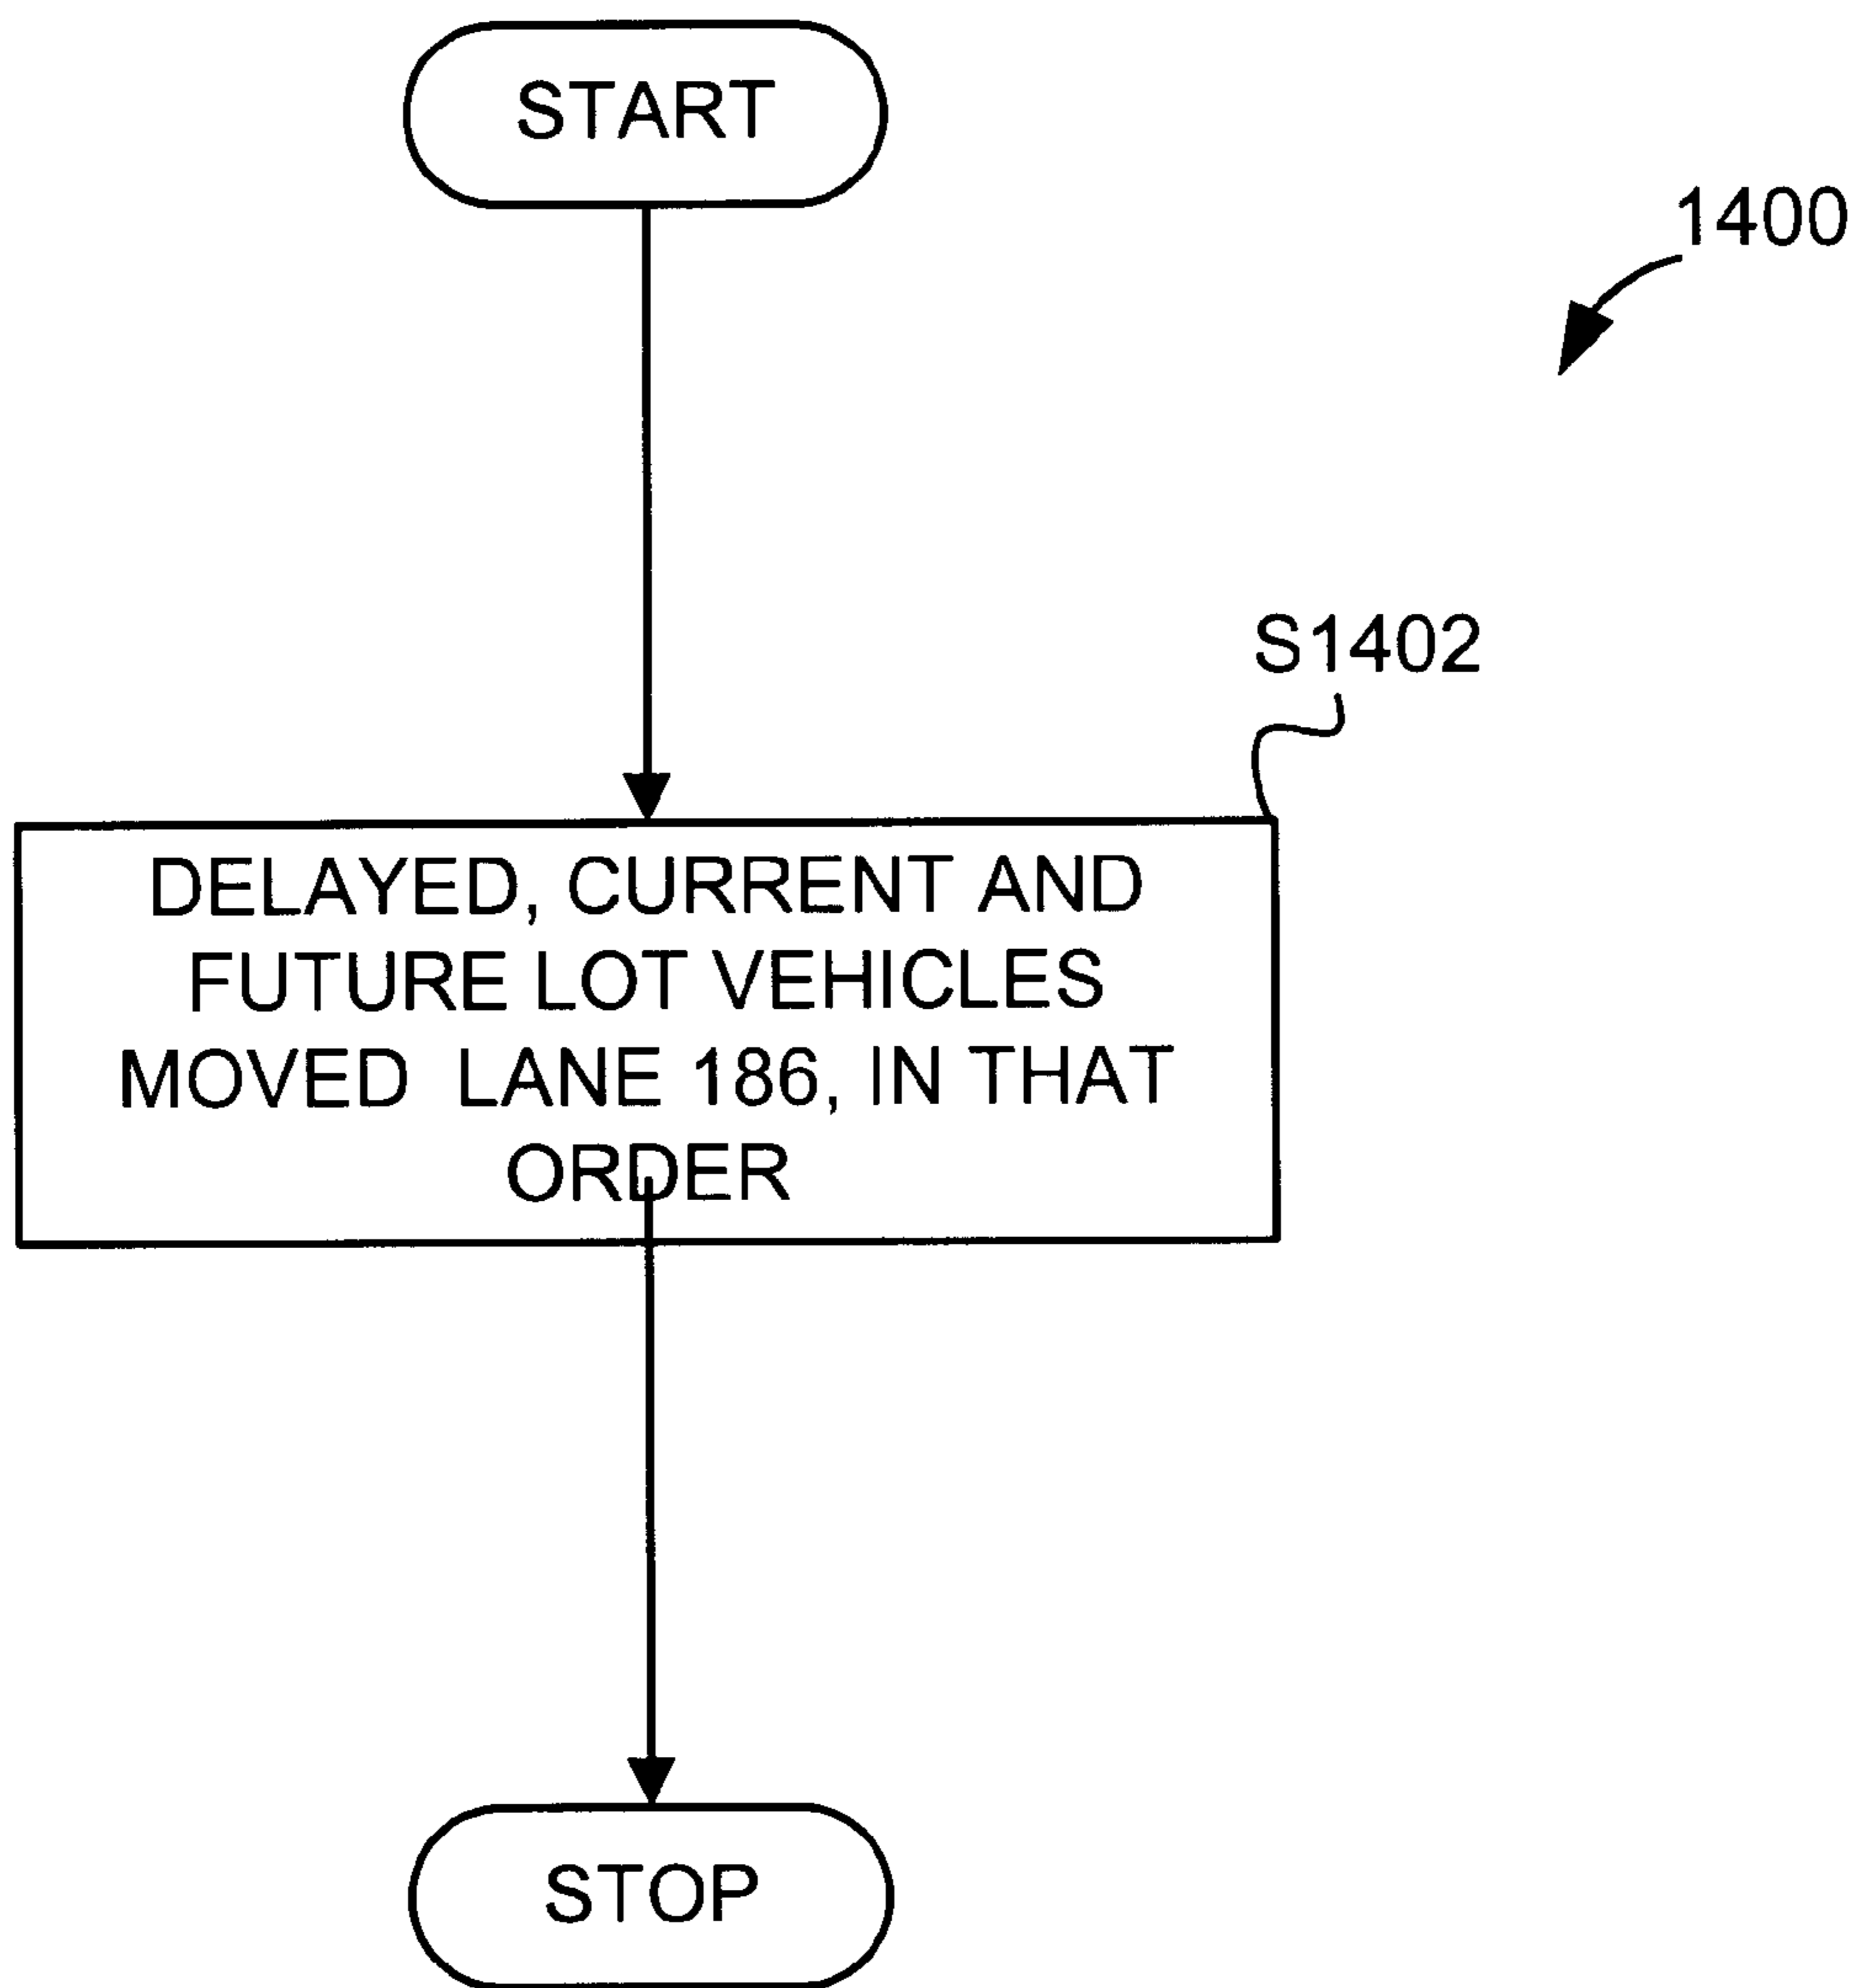 START
1400
S1402
DELAYED, CURRENT AND
FUTURE LOT VEHICLES
MOVED LANE 186, IN THAT
ORDER
STOP